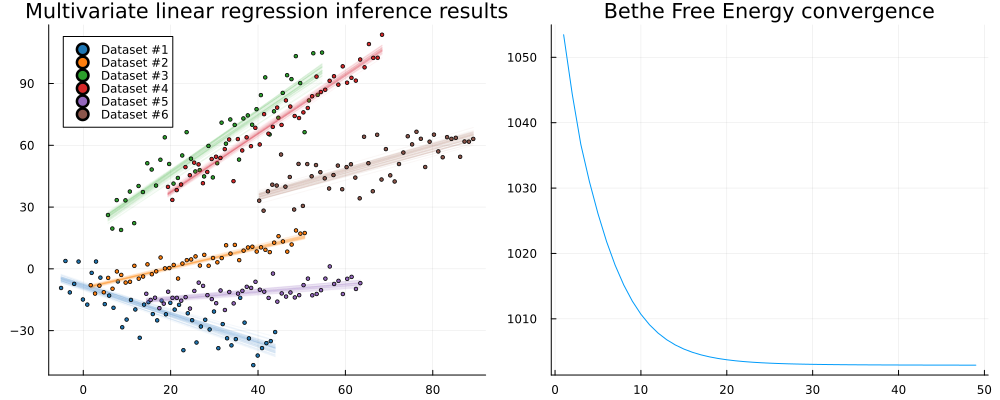 Multivariate linear regression inference results
Dataset #1
Dataset #2
Dataset #3
Dataset #4
Dataset #5
Dataset #6
90
60
30
0
−30
0 20 40 60 80
Bethe Free Energy convergence
1050
1040
1030
1020
1010
0 10 20 30 40 50